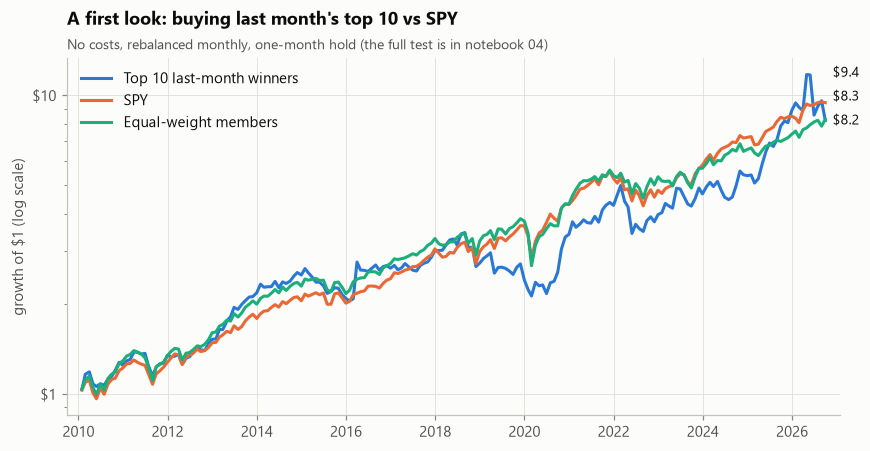 A first look: buying last month's top 10 vs SPY
No costs, rebalanced monthly, one-month hold (the full test is in notebook 04)
Top 10 last-month winners
SPY
Equal-weight members
$9.4
$8.3
$8.2
$10
$1
growth of $1 (log scale)
2010 2012 2014 2016 2018 2020 2022 2024 2026